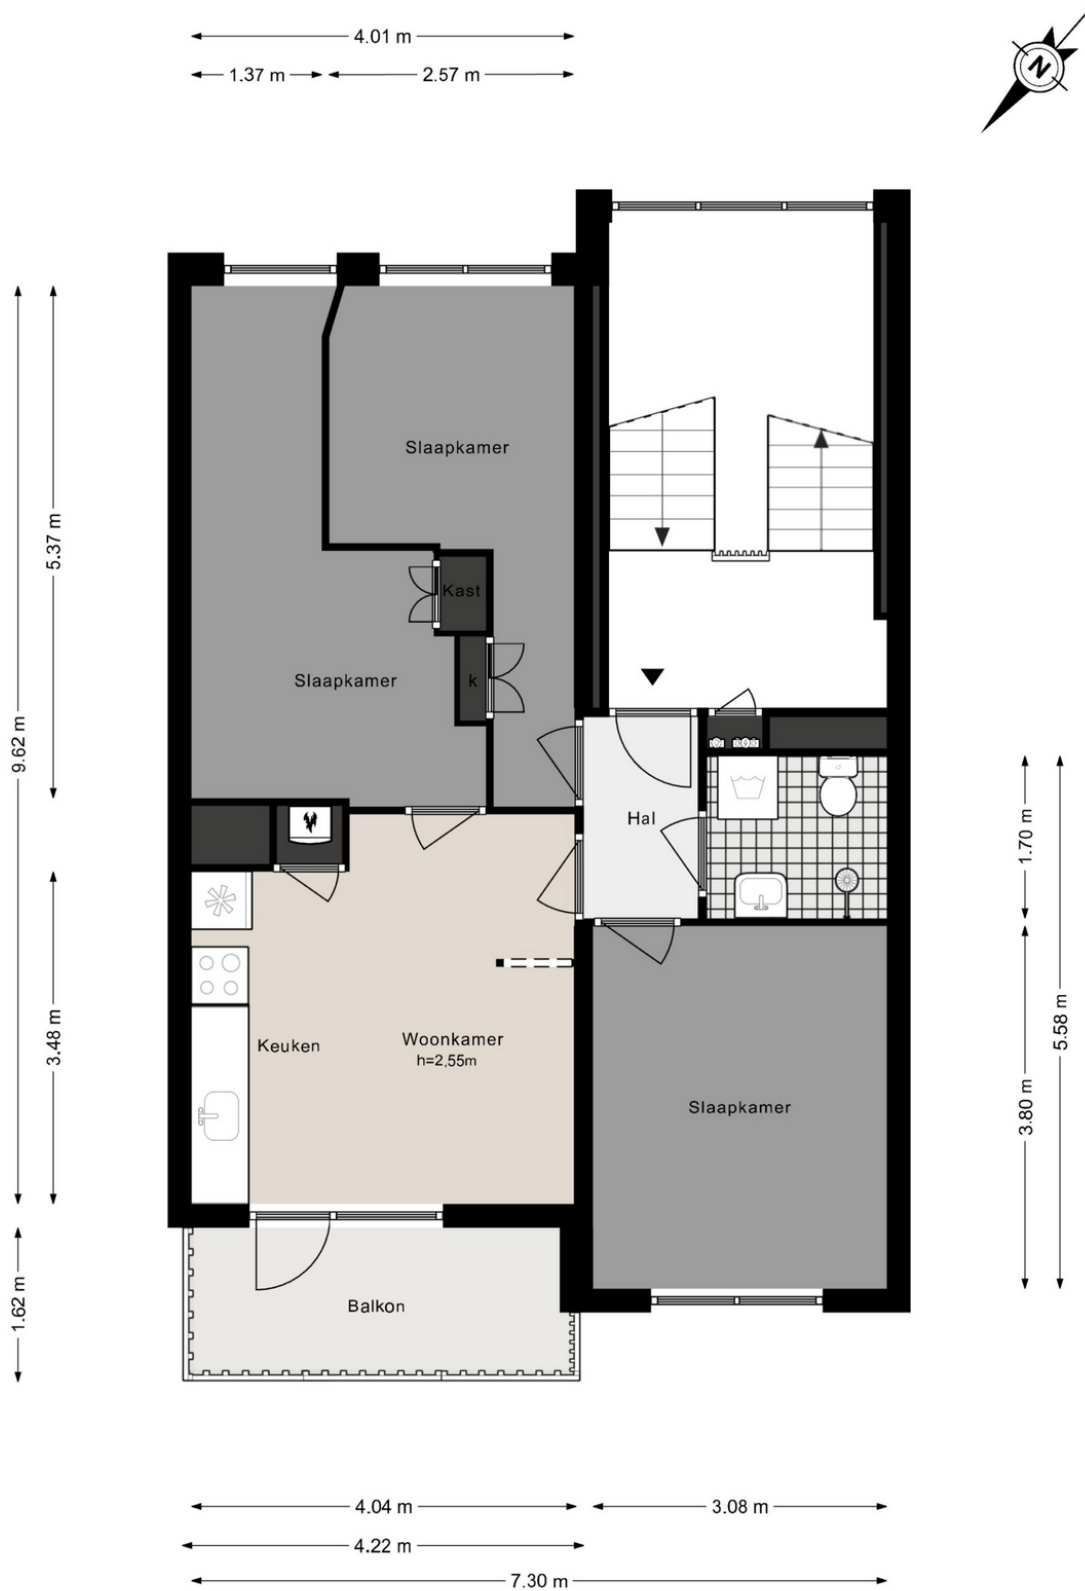 4.01 m
1.37 m
2.57 m
N
Slaapkamer
5.37 m
Kast
9.62 m
Slaapkamer
k
Hal
1.70 m
3.48 m
Keuken
Woonkamer
h=2,55m
5.58 m
3.80 m
Slaapkamer
1.62 m
Balkon
4.04 m
3.08 m
4.22 m
7.30 m